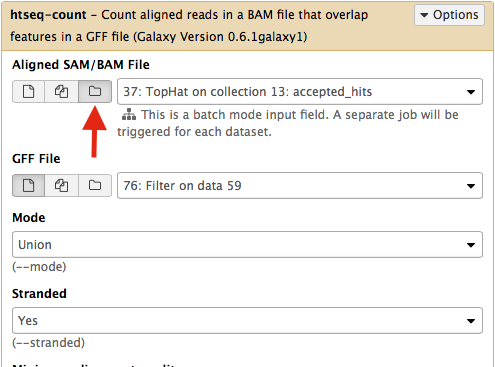 htseq-count - Count aligned reads in a BAM file that overlap
features in a GFF file (Galaxy Version 0.6.1galaxy1)
Options
Aligned SAM/BAM File
37: TopHat on collection 13: accepted_hits
This is a batch mode input field. A separate job will be
triggered for each dataset.
GFF File
76: Filter on data 59
Mode
Union
(--mode)
Stranded
Yes
(--stranded)